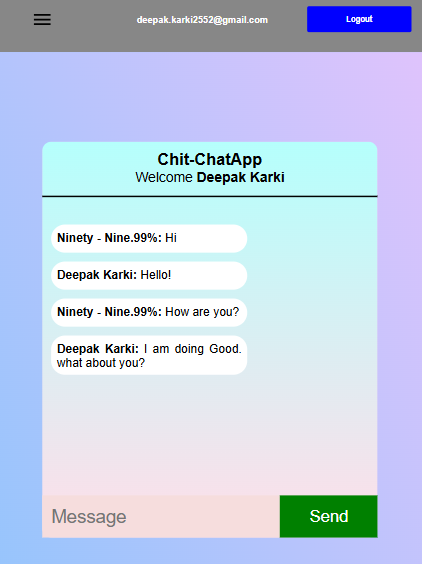 deepak.karki2552@gmail.com
Logout
Chit-ChatApp
Welcome Deepak Karki
Ninety - Nine.99%: Hi
Deepak Karki: Hello!
Ninety - Nine.99%: How are you?
Deepak Karki: I am doing Good.
what about you?
Message
Send